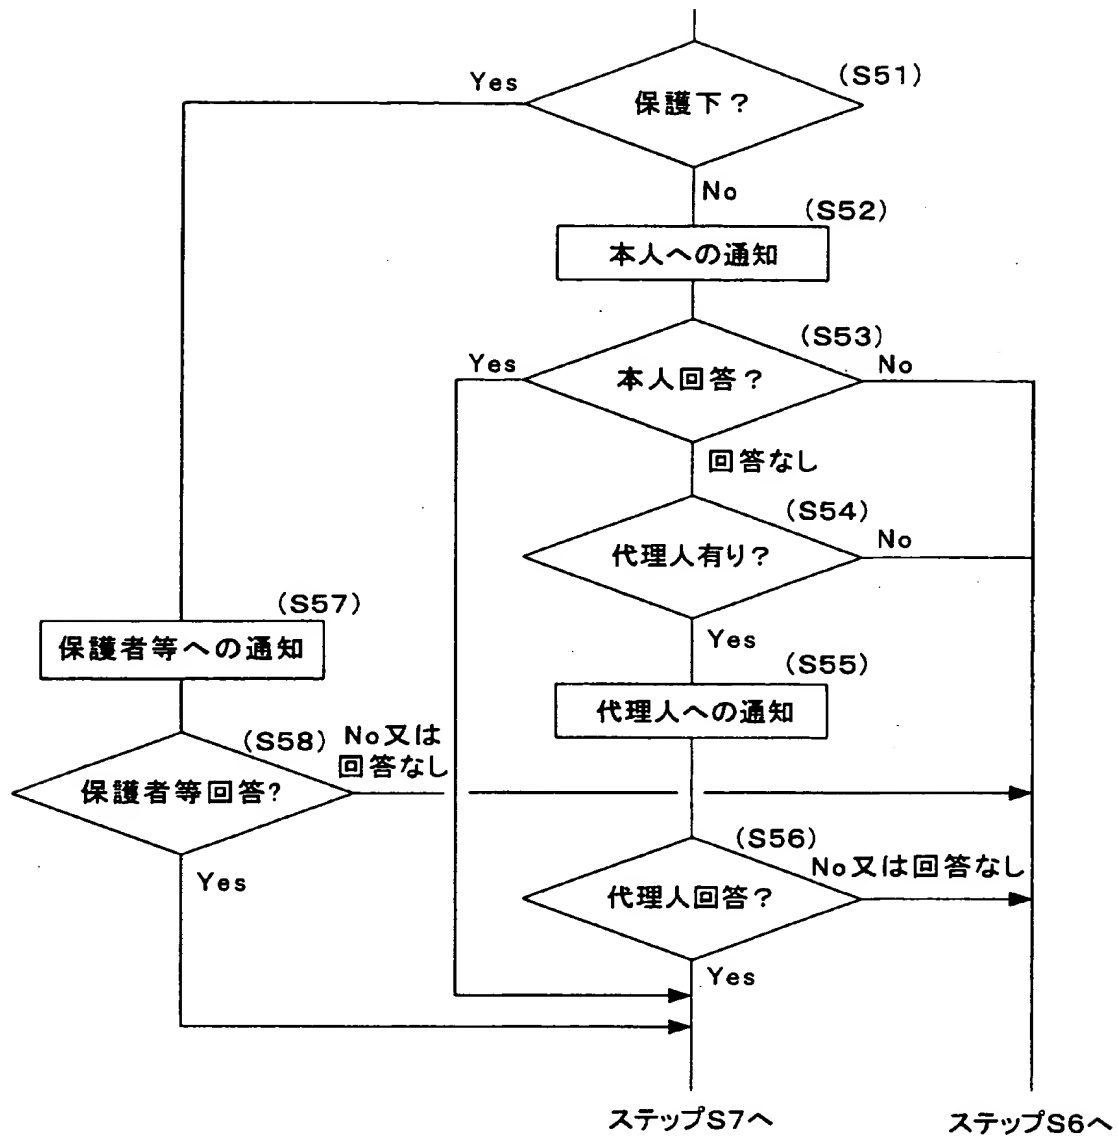 (S51)
Yes
保護下？
No
(S52)
本人への通知
(S53)
Yes
本人回答？
No
回答なし
(S54)
代理人有り？
No
Yes
(S57)
保護者等への通知
(S55)
代理人への通知
(S58)
No又は
回答なし
保護者等回答?
Yes
(S56)
No又は回答なし
代理人回答？
Yes
ステップS7へ
ステップS6へ